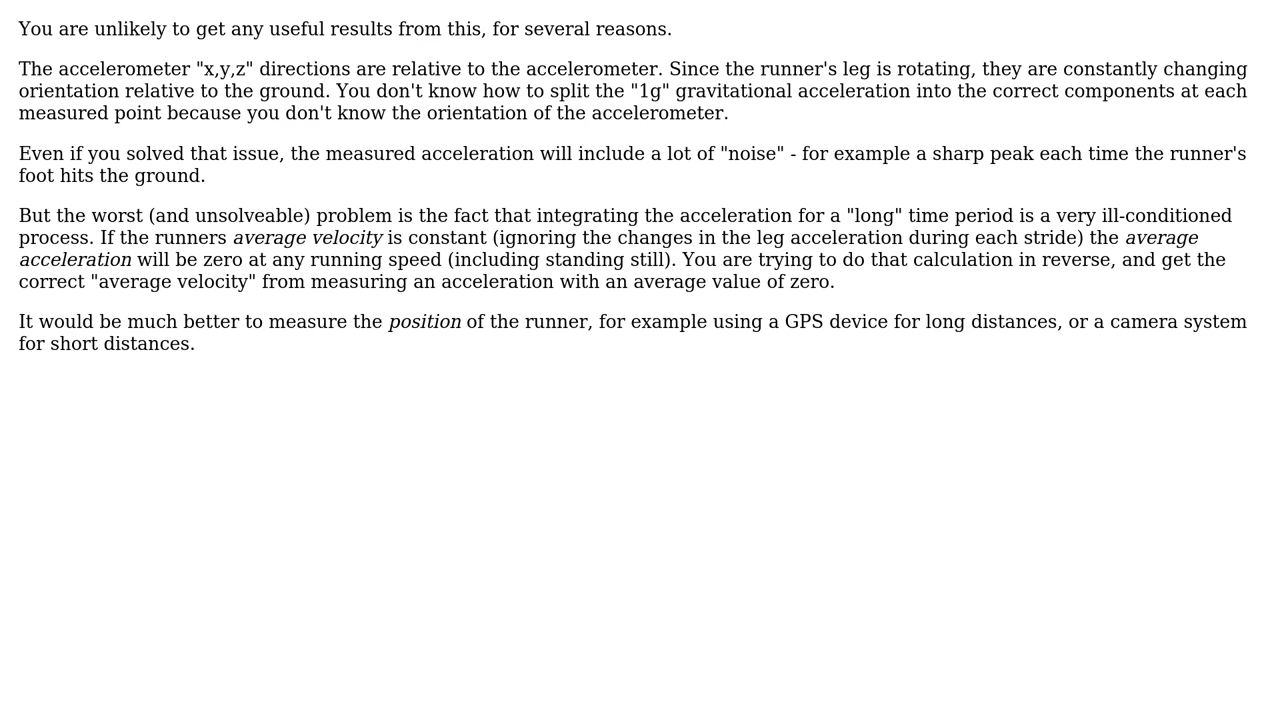 You are unlikely to get any useful results from this, for several reasons.
The accelerometer "x,y,z" directions are relative to the accelerometer. Since the runner's leg is rotating, they are constantly changing
orientation relative to the ground. You don't know how to split the "1g" gravitational acceleration into the correct components at each
measured point because you don't know the orientation of the accelerometer.
Even if you solved that issue, the measured acceleration will include a lot of "noise" - for example a sharp peak each time the runner's
foot hits the ground.
But the worst (and unsolveable) problem is the fact that integrating the acceleration for a "long" time period is a very ill-conditioned
process. If the runners average velocity is constant (ignoring the changes in the leg acceleration during each stride) the average
acceleration will be zero at any running speed (including standing still). You are trying to do that calculation in reverse, and get the
correct "average velocity" from measuring an acceleration with an average value of zero.
It would be much better to measure the position of the runner, for example using a GPS device for long distances, or a camera system
for short distances.